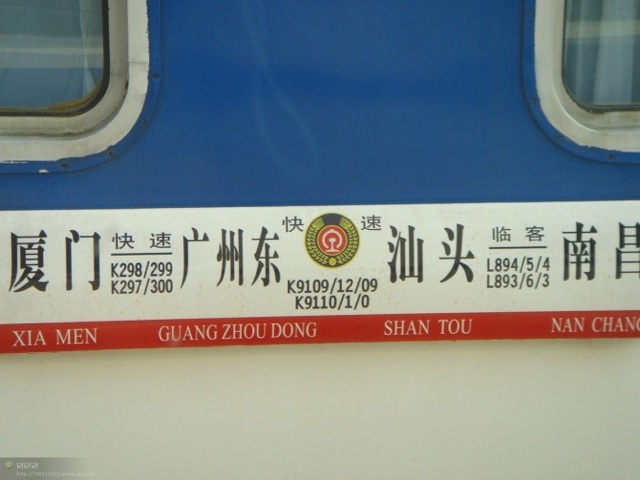 厦门 快速 广州东 快速 汕头 临客 南昌
K298/299
K297/300
K9109/12/09
K9110/1/0
L894/5/4
L893/6/3
XIA MEN GUANG ZHOU DONG SHAN TOU NAN CHANG